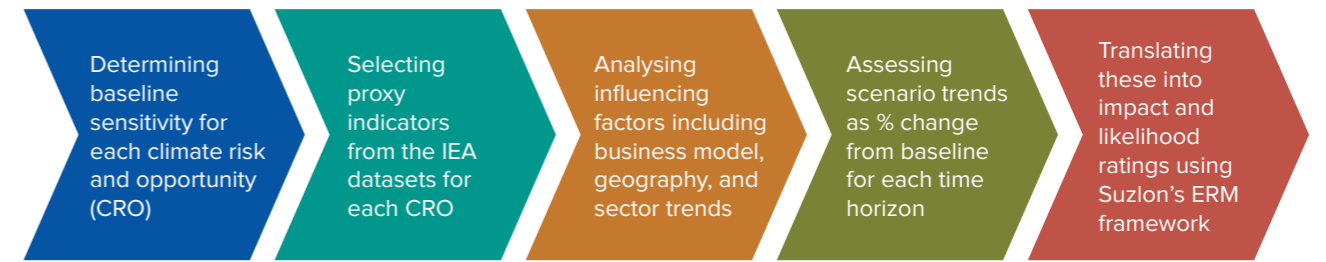 Determining
baseline
sensitivity for
each climate risk
and opportunity
(CRO)
Selecting
proxy
indicators
from the IEA
datasets for
each CRO
Analysing
influencing
factors including
business model,
geography, and
sector trends
Assessing
scenario trends
as % change
from baseline
for each time
horizon
Translating
these into
impact and
likelihood
ratings using
Suzlon’s ERM
framework